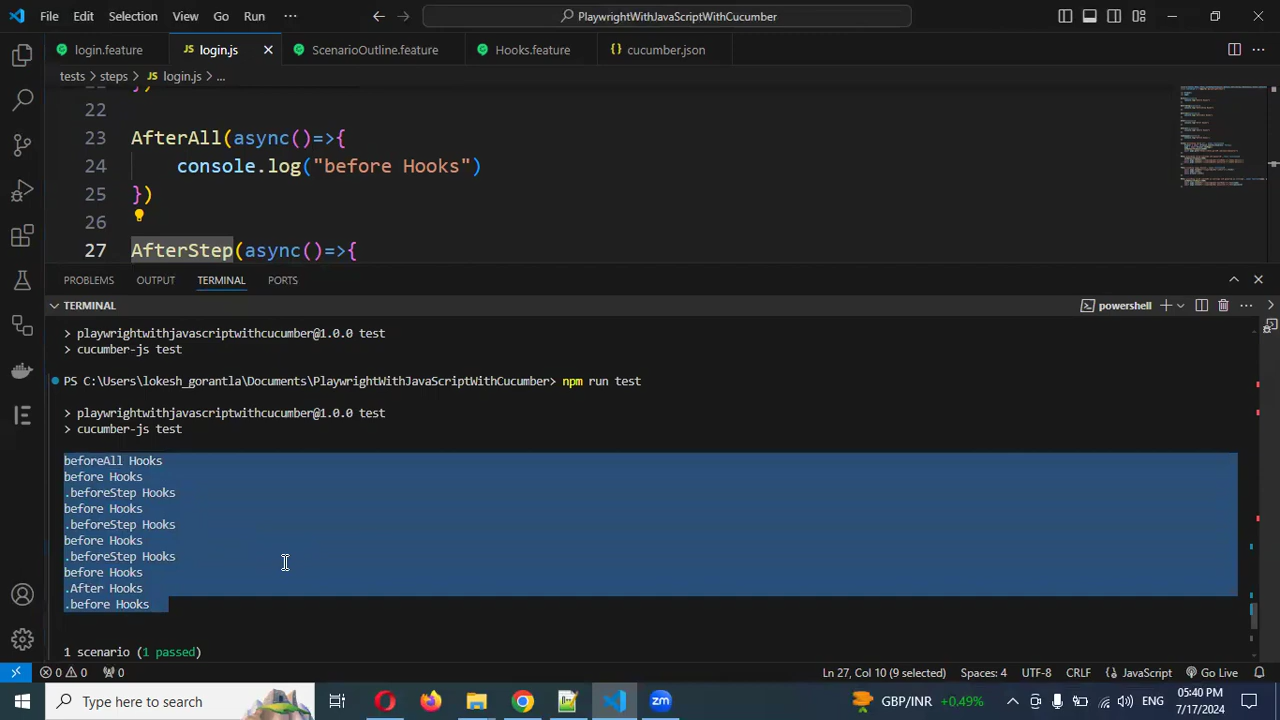 File Edit Selection View Go Run ··· PlaywrightWithJavaScriptWithCucumber
login.feature JS login.js ScenarioOutline.feature Hooks.feature {} cucumber.json
tests > steps > JS login.js > ...
22
23 AfterAll(async()=>{
24 console.log("before Hooks")
25 })
26
27 AfterStep(async()=>{
PROBLEMS OUTPUT TERMINAL PORTS
TERMINAL powershell
> playwrightwithjavascriptwithcucumber@1.0.0 test
> cucumber-js test
PS C:\Users\lokesh_gorantla\Documents\PlaywrightWithJavaScriptWithCucumber> npm run test
> playwrightwithjavascriptwithcucumber@1.0.0 test
> cucumber-js test
beforeAll Hooks
before Hooks
.beforeStep Hooks
before Hooks
.beforeStep Hooks
before Hooks
.beforeStep Hooks
before Hooks
.After Hooks
.before Hooks
1 scenario (1 passed)
0 0 0 Ln 27, Col 10 (9 selected) Spaces: 4 UTF-8 CRLF JavaScript Go Live
Type here to search zm GBP/INR +0.49% ENG 05:40 PM
7/17/2024